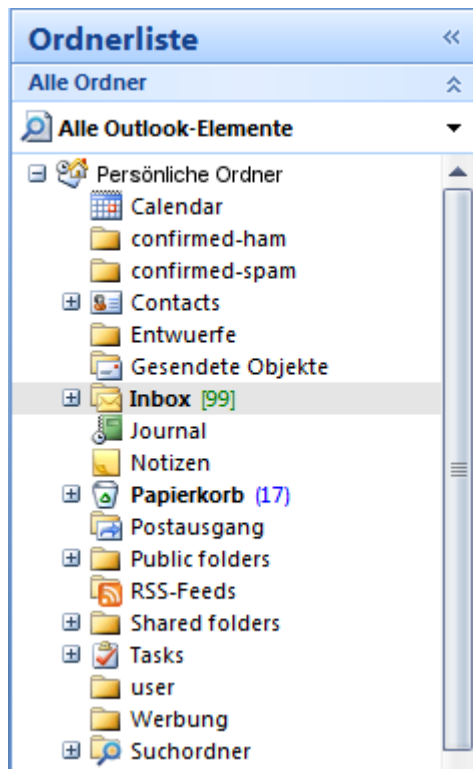 Ordnerliste
Alle Ordner
Alle Outlook-Elemente
Persönliche Ordner
Calendar
confirmed-ham
confirmed-spam
Contacts
Entwuerfe
Gesendete Objekte
Inbox [99]
Journal
Notizen
Papierkorb (17)
Postausgang
Public folders
RSS-Feeds
Shared folders
Tasks
user
Werbung
Suchordner